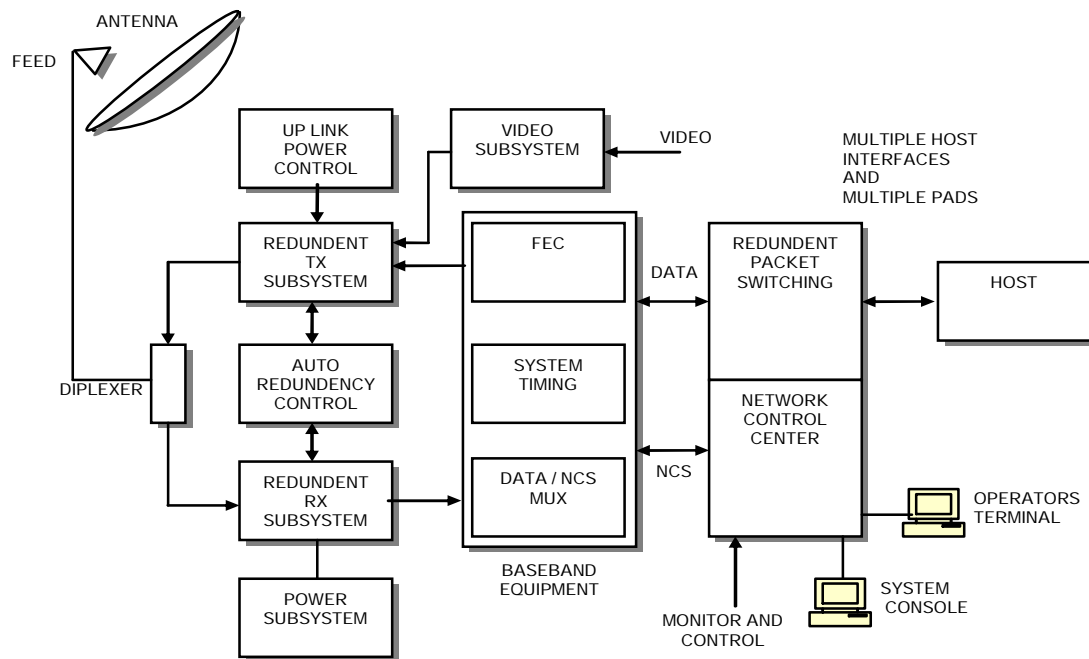 ANTENNA
FEED
UP LINK
POWER
CONTROL
VIDEO
SUBSYSTEM
VIDEO
MULTIPLE HOST
INTERFACES
AND
MULTIPLE PADS
REDUNDENT
TX
SUBSYSTEM
FEC
DATA
REDUNDENT
PACKET
SWITCHING
HOST
DIPLEXER
AUTO
REDUNDENCY
CONTROL
SYSTEM
TIMING
NETWORK
CONTROL
CENTER
REDUNDENT
RX
SUBSYSTEM
DATA / NCS
MUX
NCS
OPERATORS
TERMINAL
BASEBAND
EQUIPMENT
POWER
SUBSYSTEM
MONITOR AND
CONTROL
SYSTEM
CONSOLE